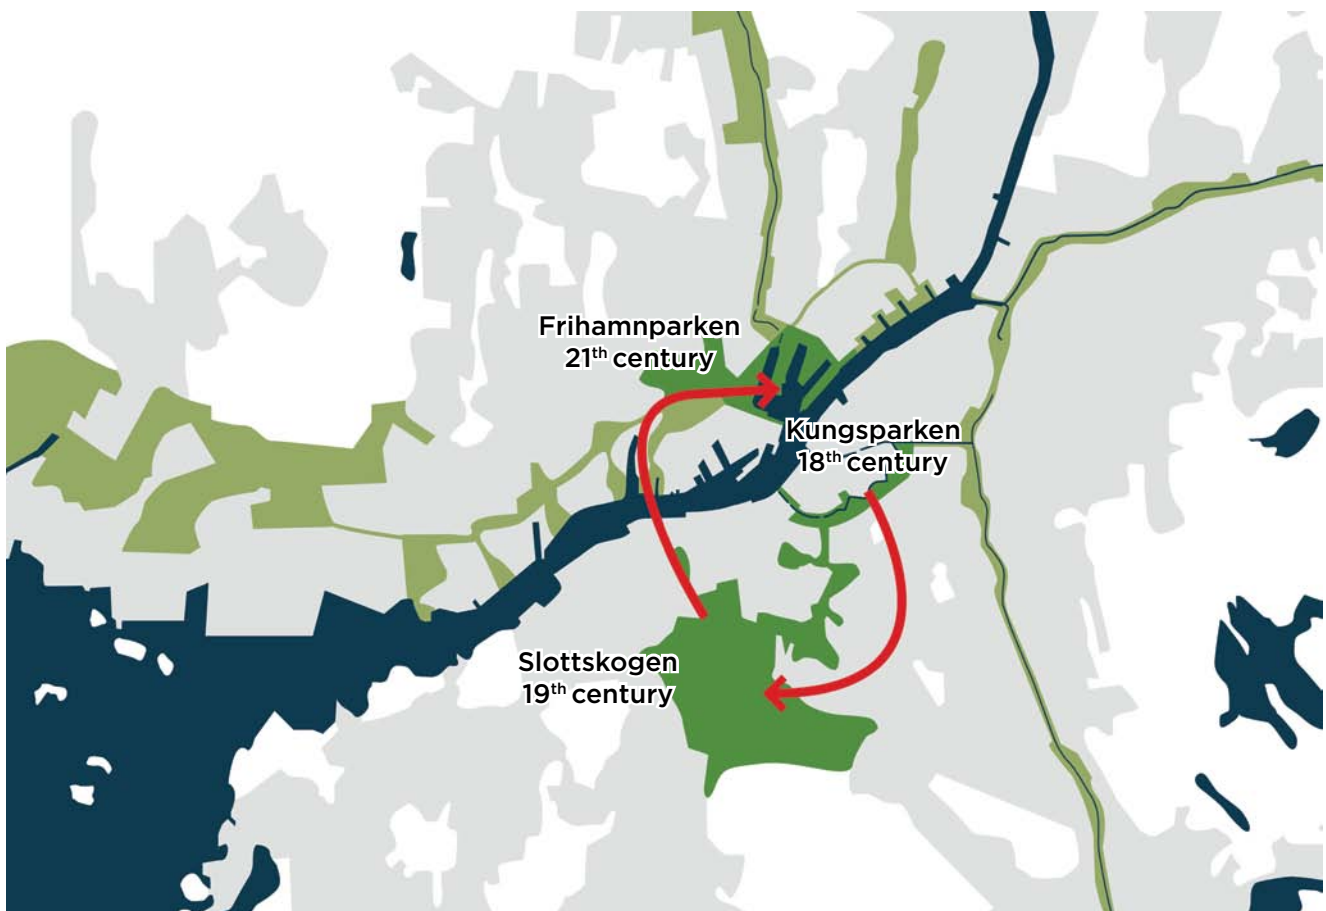 Frihamnparken
21th century
Kungsparken
18th century
Slottskogen
19th century